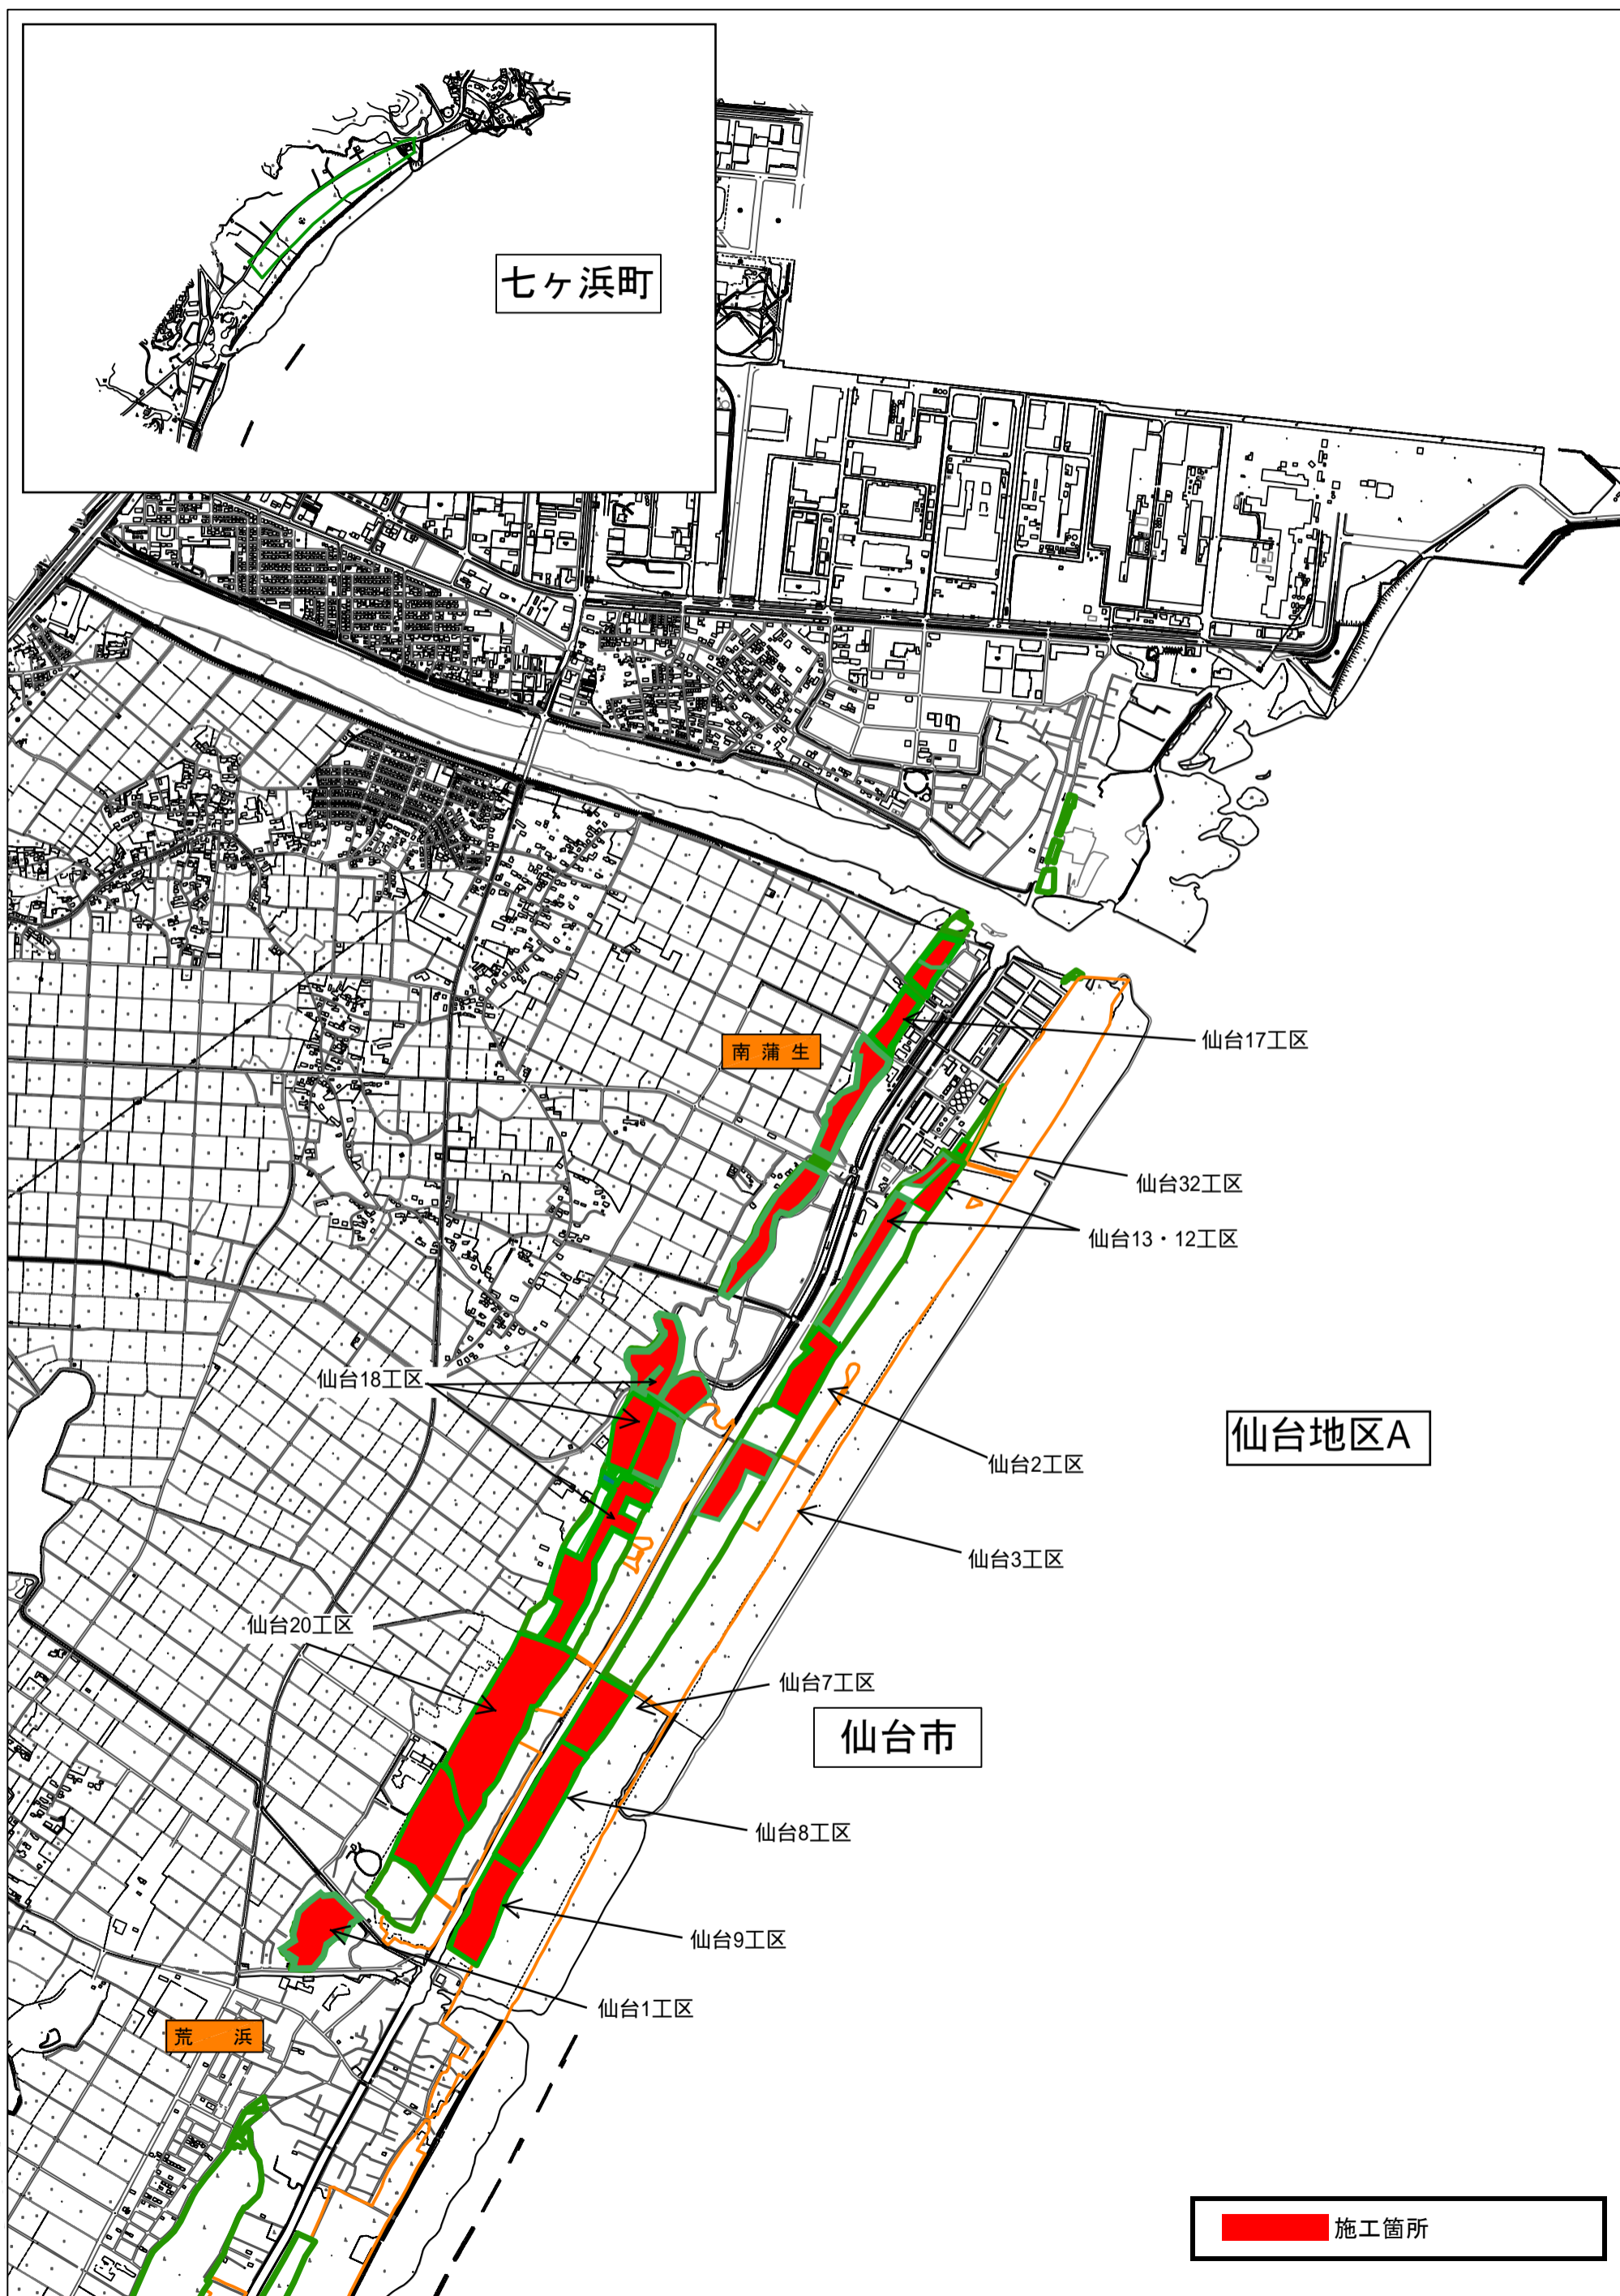 七ヶ浜町
南蒲生
仙台17工区
仙台32工区
仙台13・12工区
仙台18工区
仙台地区A
仙台2工区
仙台3工区
仙台20工区
仙台7工区
仙台市
仙台8工区
仙台9工区
仙台1工区
荒 浜
施工箇所